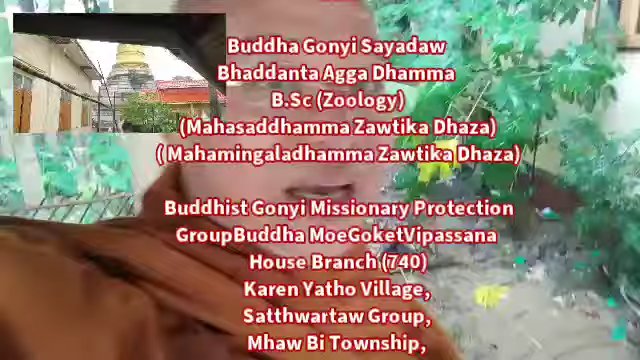 Buddha Gonyi Sayadaw
Bhaddanta Agga Dhamma
B.Sc (Zoology)
(Mahasaddhamma Zawtika Dhaza)
( Mahamingaladhamma Zawtika Dhaza)
Buddhist Gonyi Missionary Protection
GroupBuddha MoeGoketVipassana
House Branch (740)
Karen Yatho Village,
Satthwartaw Group,
Mhaw Bi Township,